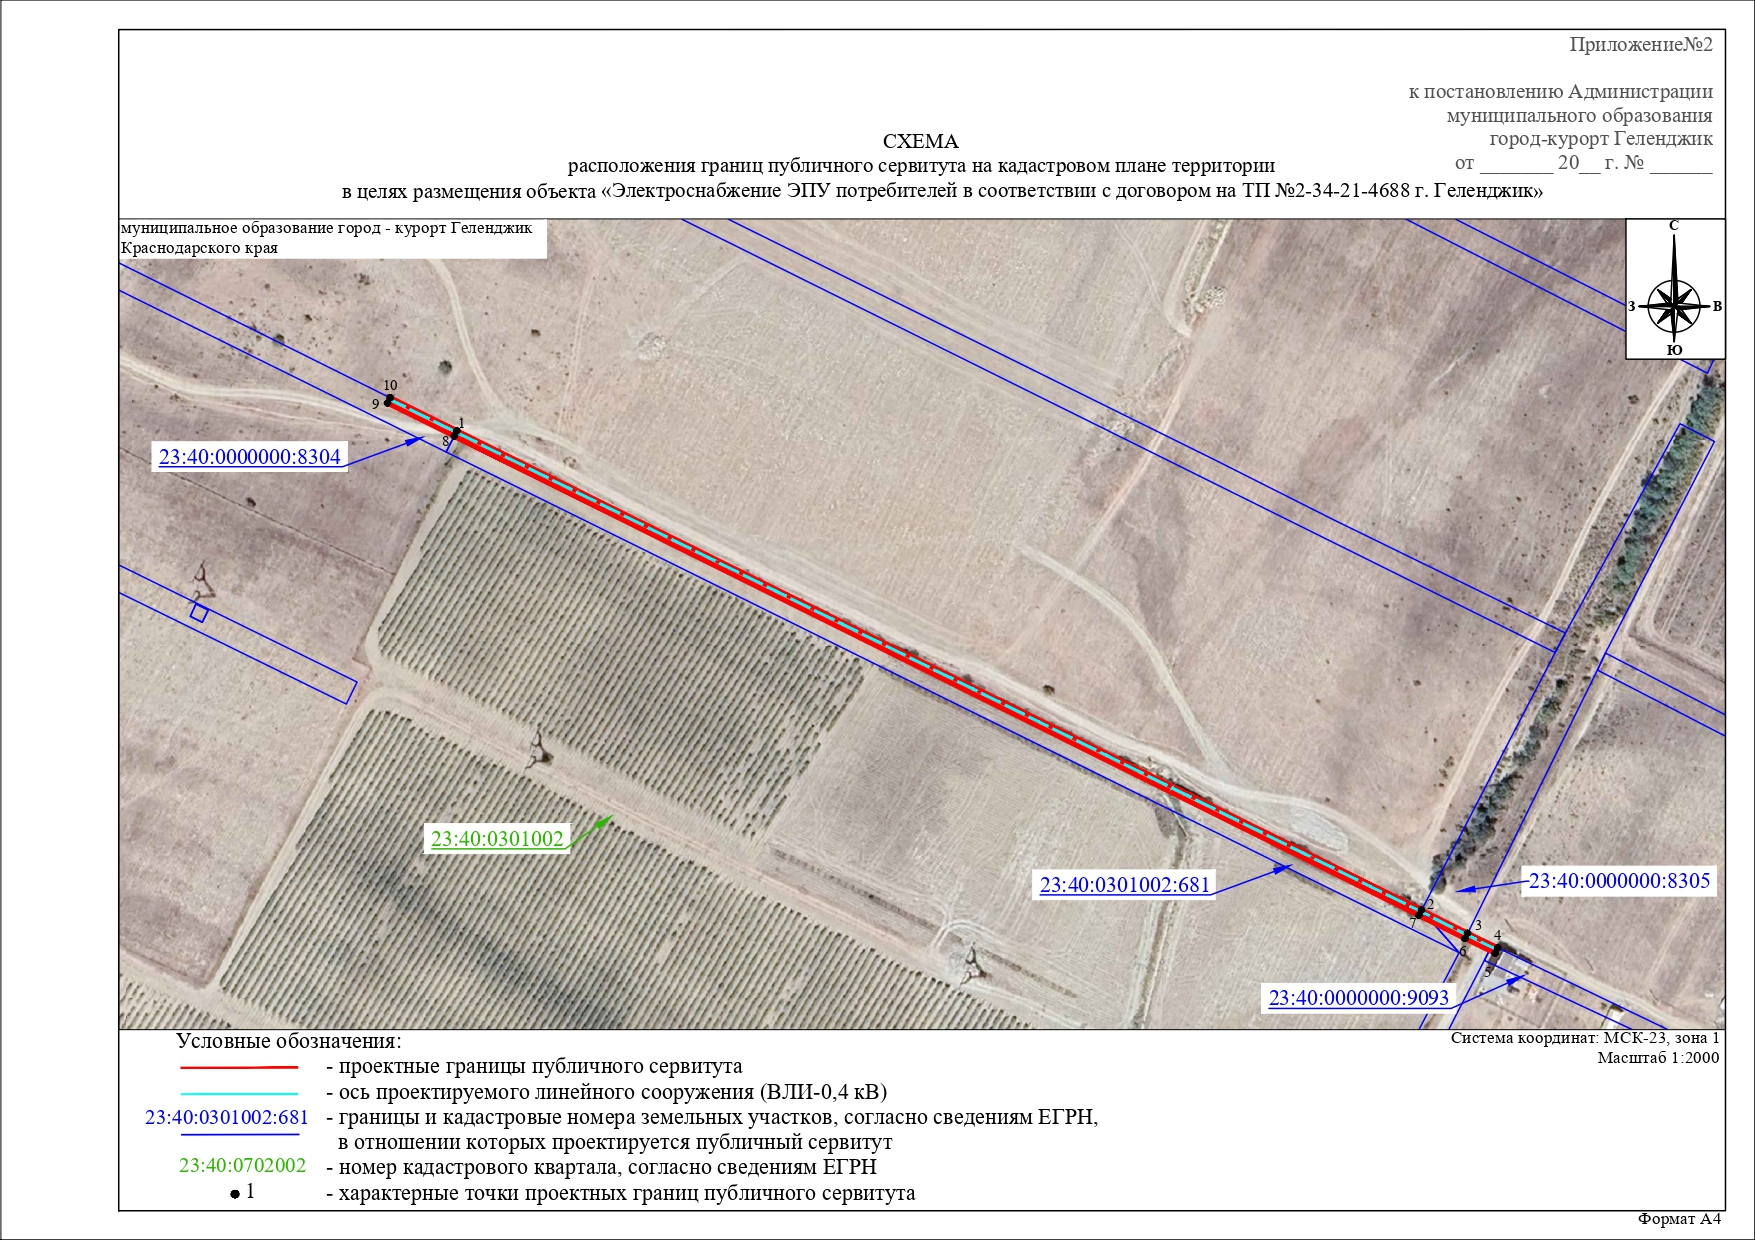 Приложение№2
к постановлению Администрации
муниципального образования
город-курорт Геленджик
от _______ 20__ г. № ______
СХЕМА
расположения границ публичного сервитута на кадастровом плане территории
в целях размещения объекта «Электроснабжение ЭПУ потребителей в соответствии с договором на ТП №2-34-21-4688 г. Геленджик»
муниципальное образование город - курорт Геленджик
Краснодарского края
С
З
В
Ю
10
9
1
8
23:40:0000000:8304
23:40:0301002
23:40:0301002:681
23:40:0000000:8305
2
7
3
4
6
5
23:40:0000000:9093
Условные обозначения:
- проектные границы публичного сервитута
- ось проектируемого линейного сооружения (ВЛИ-0,4 кВ)
23:40:0301002:681 - границы и кадастровые номера земельных участков, согласно сведениям ЕГРН,
в отношении которых проектируется публичный сервитут
23:40:0702002 - номер кадастрового квартала, согласно сведениям ЕГРН
1 - характерные точки проектных границ публичного сервитута
Система координат: МСК-23, зона 1
Масштаб 1:2000
Формат А4